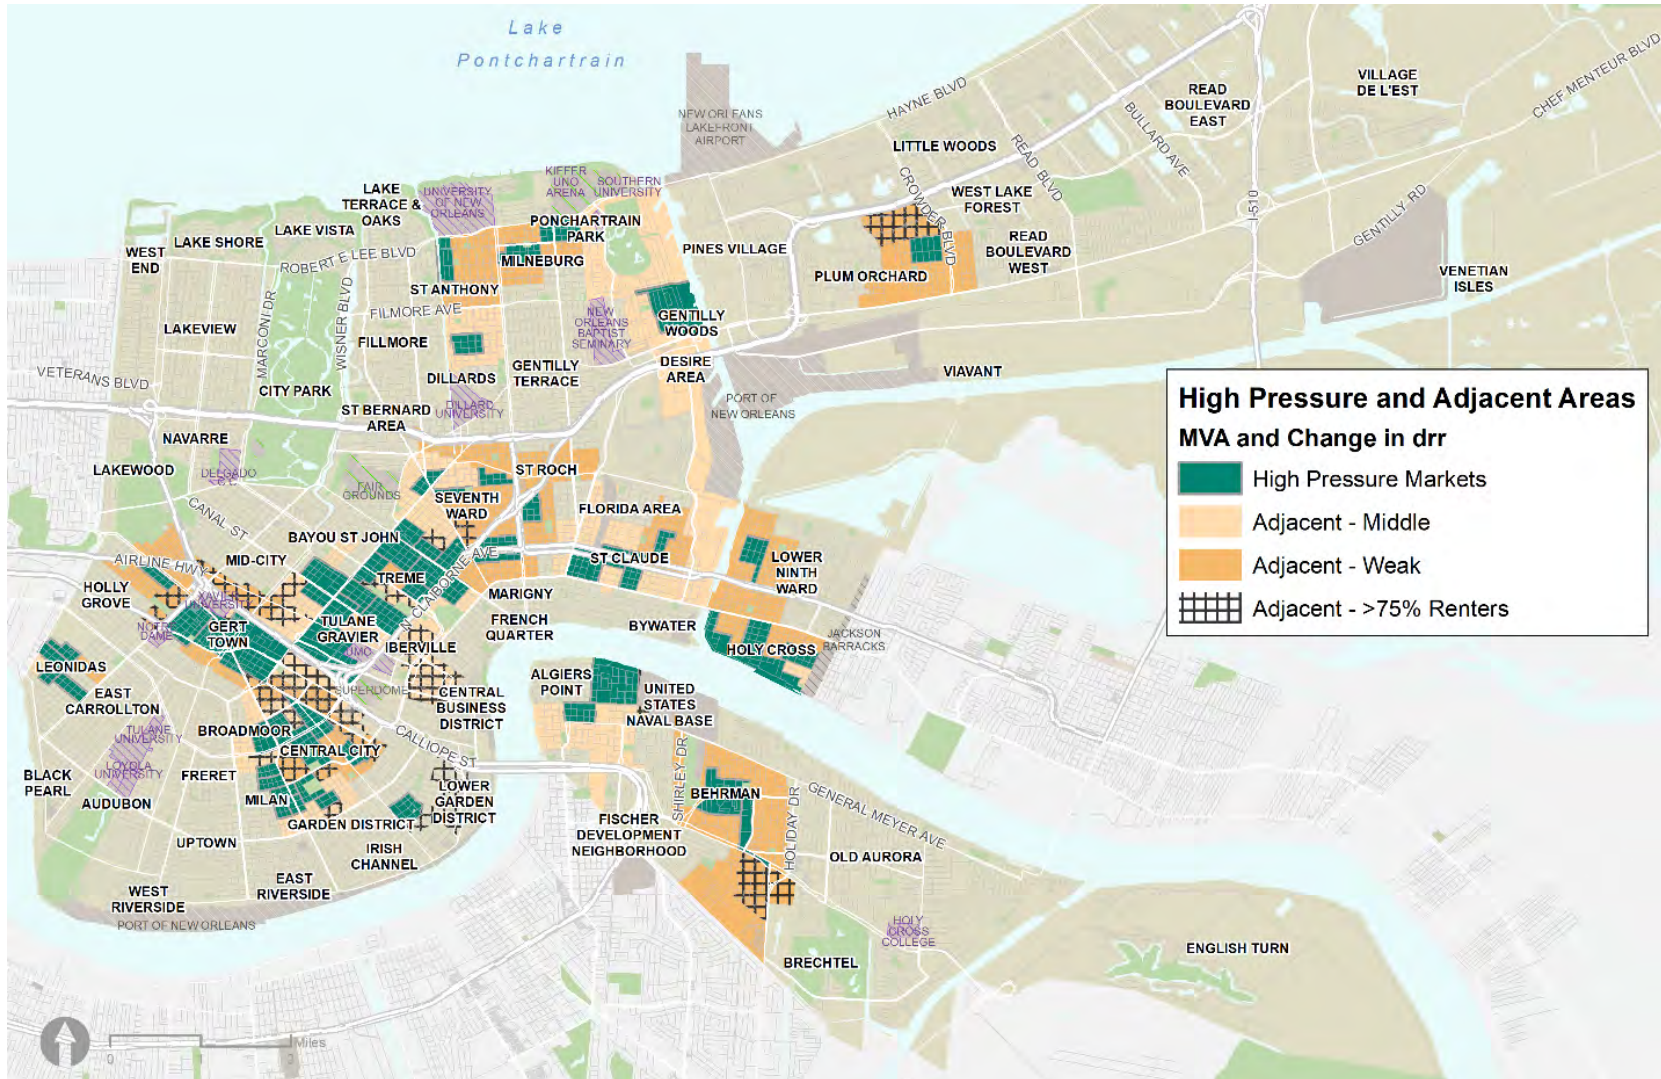 Lake
Pontchartrain
NEW ORLEANS
LAKEFRONT
AIRPORT
HAYNE BLVD
LITTLE WOODS
READ
BOULEVARD
EAST
VILLAGE
DE L'EST
CHEF MENTEUR BLVD
BULLARD AVE
READ BLVD
CROWDER BLVD
WEST LAKE
FOREST
READ
BOULEVARD
WEST
I-510
GENTILLY RD
VENETIAN
ISLES
PINES VILLAGE
PLUM ORCHARD
VIAVANT
KIEFER
UNO
ARENA
SOUTHERN
UNIVERSITY
UNIVERSITY
OF NEW
ORLEANS
LAKE
TERRACE &
OAKS
PONCHARTRAIN
PARK
MILNEBURG
LAKE VISTA
LAKE SHORE
WEST
END
ROBERT E LEE BLVD
ST ANTHONY
FILMORE AVE
FILLMORE
LAKEVIEW
MARCONI DR
WISNER BLVD
CITY PARK
VETERANS BLVD
NEW
ORLEANS
BAPTIST
SEMINARY
GENTILLY
WOODS
GENTILLY
TERRACE
DESIRE
AREA
DILLARDS
DILLARD
UNIVERSITY
ST BERNARD
AREA
PORT OF
NEW ORLEANS
NAVARRE
LAKEWOOD
DELGADO
FAIR
GROUNDS
CANAL ST
ST ROCH
SEVENTH
WARD
FLORIDA AREA
BAYOU ST JOHN
MID-CITY
AIRLINE HWY
HOLLY
GROVE
TREME
N CLAIBORNE AVE
ST CLAUDE
LOWER
NINTH
WARD
MARIGNY
FRENCH
QUARTER
BYWATER
HOLY CROSS
JACKSON
BARRACKS
XAVIER
UNIVERSITY
NOTRE
DAME
GERT
TOWN
TULANE
GRAVIER
UMC
IBERVILLE
SUPERDOME
LEONIDAS
EAST
CARROLLTON
CENTRAL
BUSINESS
DISTRICT
ALGIERS
POINT
UNITED
STATES
NAVAL BASE
TULANE
UNIVERSITY
LOYOLA
UNIVERSITY
BROADMOOR
CENTRAL CITY
CALLIOPE ST
BLACK
PEARL
AUDUBON
FRERET
MILAN
GARDEN DISTRICT
LOWER
GARDEN
DISTRICT
UPTOWN
IRISH
CHANNEL
EAST
RIVERSIDE
WEST
RIVERSIDE
PORT OF NEW ORLEANS
SHIRLEY DR
BEHRMAN
HOLIDAY DR
GENERAL MEYER AVE
FISCHER
DEVELOPMENT
NEIGHBORHOOD
OLD AURORA
HOLY
CROSS
COLLEGE
BRECHTEL
ENGLISH TURN
High Pressure and Adjacent Areas
MVA and Change in drr
High Pressure Markets
Adjacent - Middle
Adjacent - Weak
Adjacent - >75% Renters
Miles
0